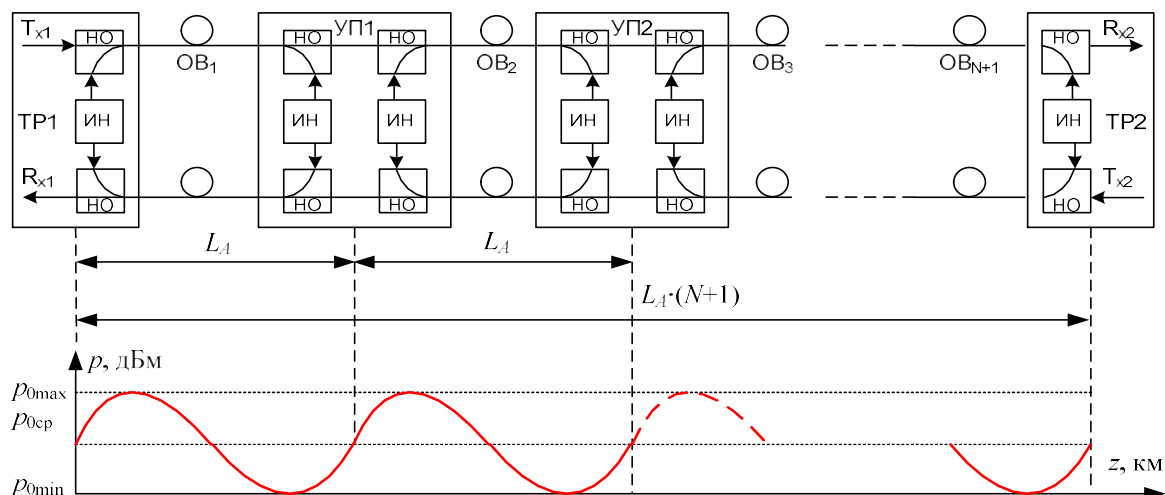 Tx1 НО УП1 НО НО УП2 НО НО Rx2
ОВ1 ОВ2 ОВ3 ОВN+1
ТР1 ИН ИН ИН ИН ИН ИН ТР2
Rx1 НО НО НО НО НО НО Tx2
LA LA
LA·(N+1)
p, дБм
p0max
p0ср
p0min z, км